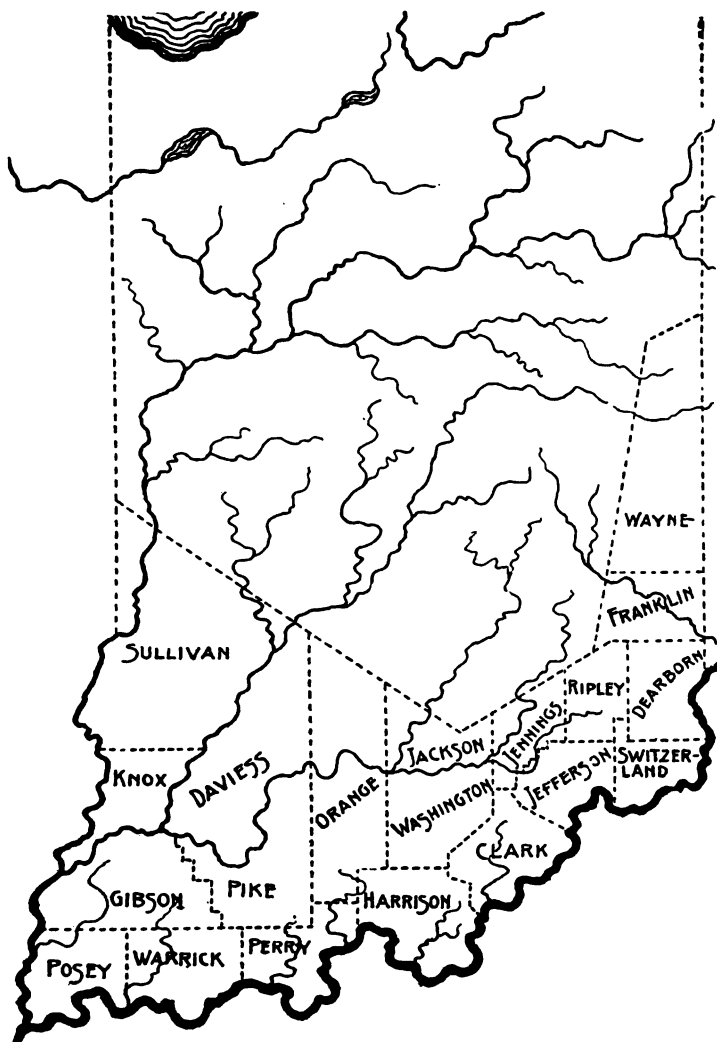 WAYNE
FRANKLIN
SULLIVAN
RIPLEY
DEARBORN
JENNINGS
JACKSON
SWITZER-
LAND
KNOX
DAVIESS
ORANGE
WASHINGTON
JEFFERSON
CLARK
GIBSON
PIKE
HARRISON
PERRY
WARRICK
POSEY